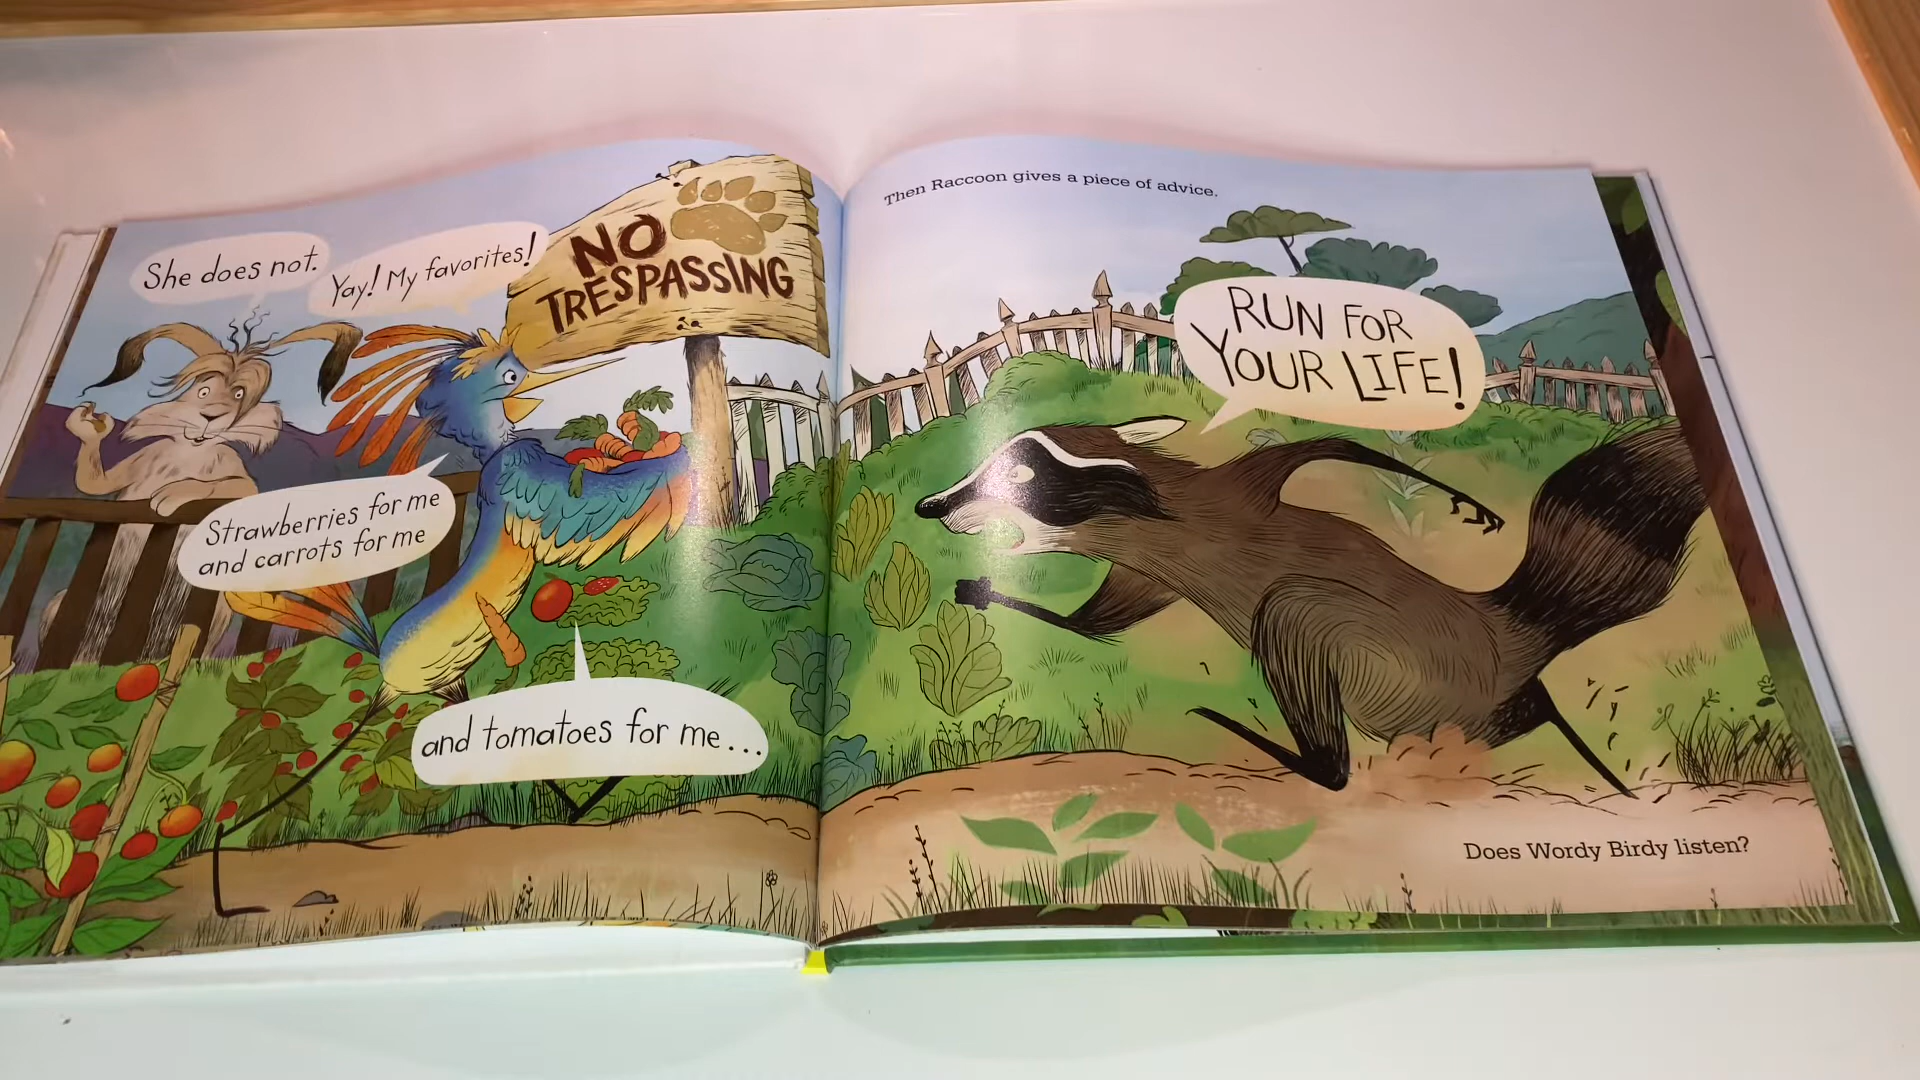 She does not.
Yay! My favorites!
NO
TRESPASSING
Strawberries for me
and carrots for me
and tomatoes for me...
Then Raccoon gives a piece of advice.
RUN FOR
YOUR LIFE!
Does Wordy Birdy listen?